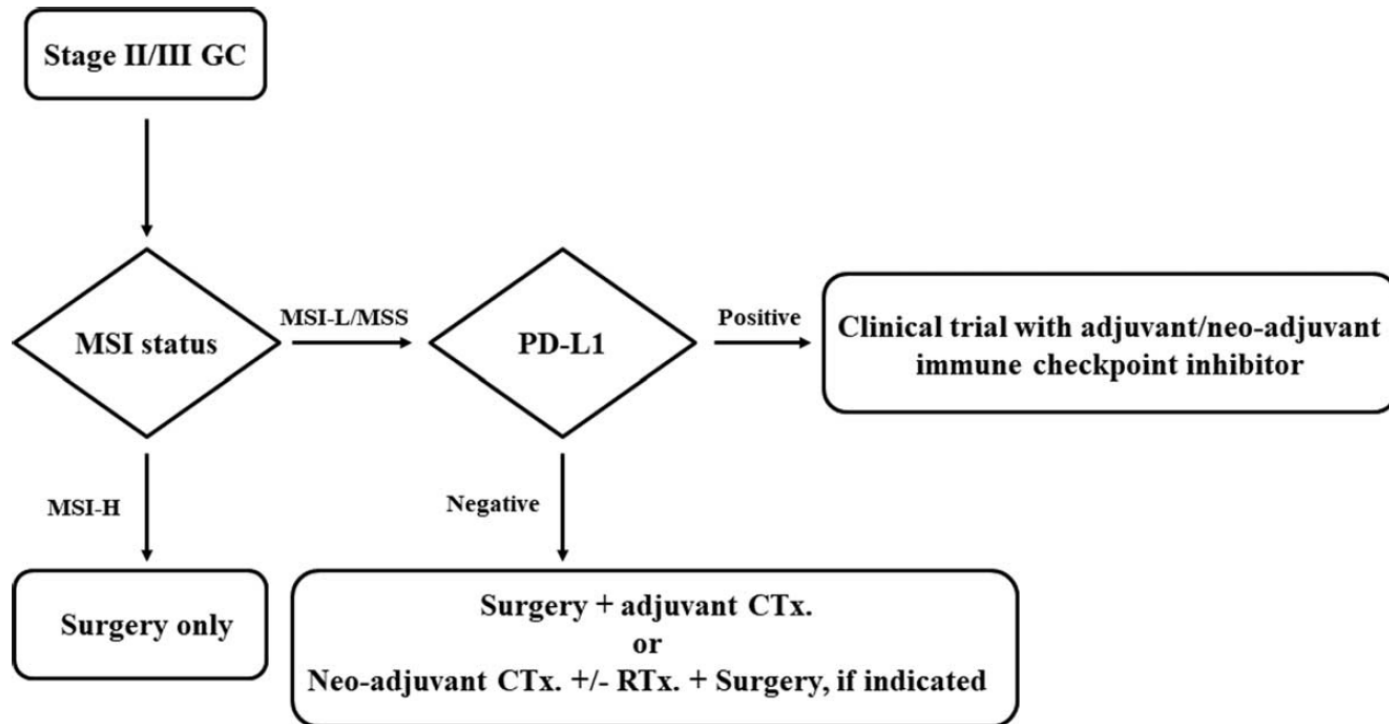 Stage II/III GC
MSI status
MSI-L/MSS
PD-L1
Positive
Clinical trial with adjuvant/neo-adjuvant
immune checkpoint inhibitor
MSI-H
Negative
Surgery only
Surgery + adjuvant CTx.
or
Neo-adjuvant CTx. +/- RTx. + Surgery, if indicated